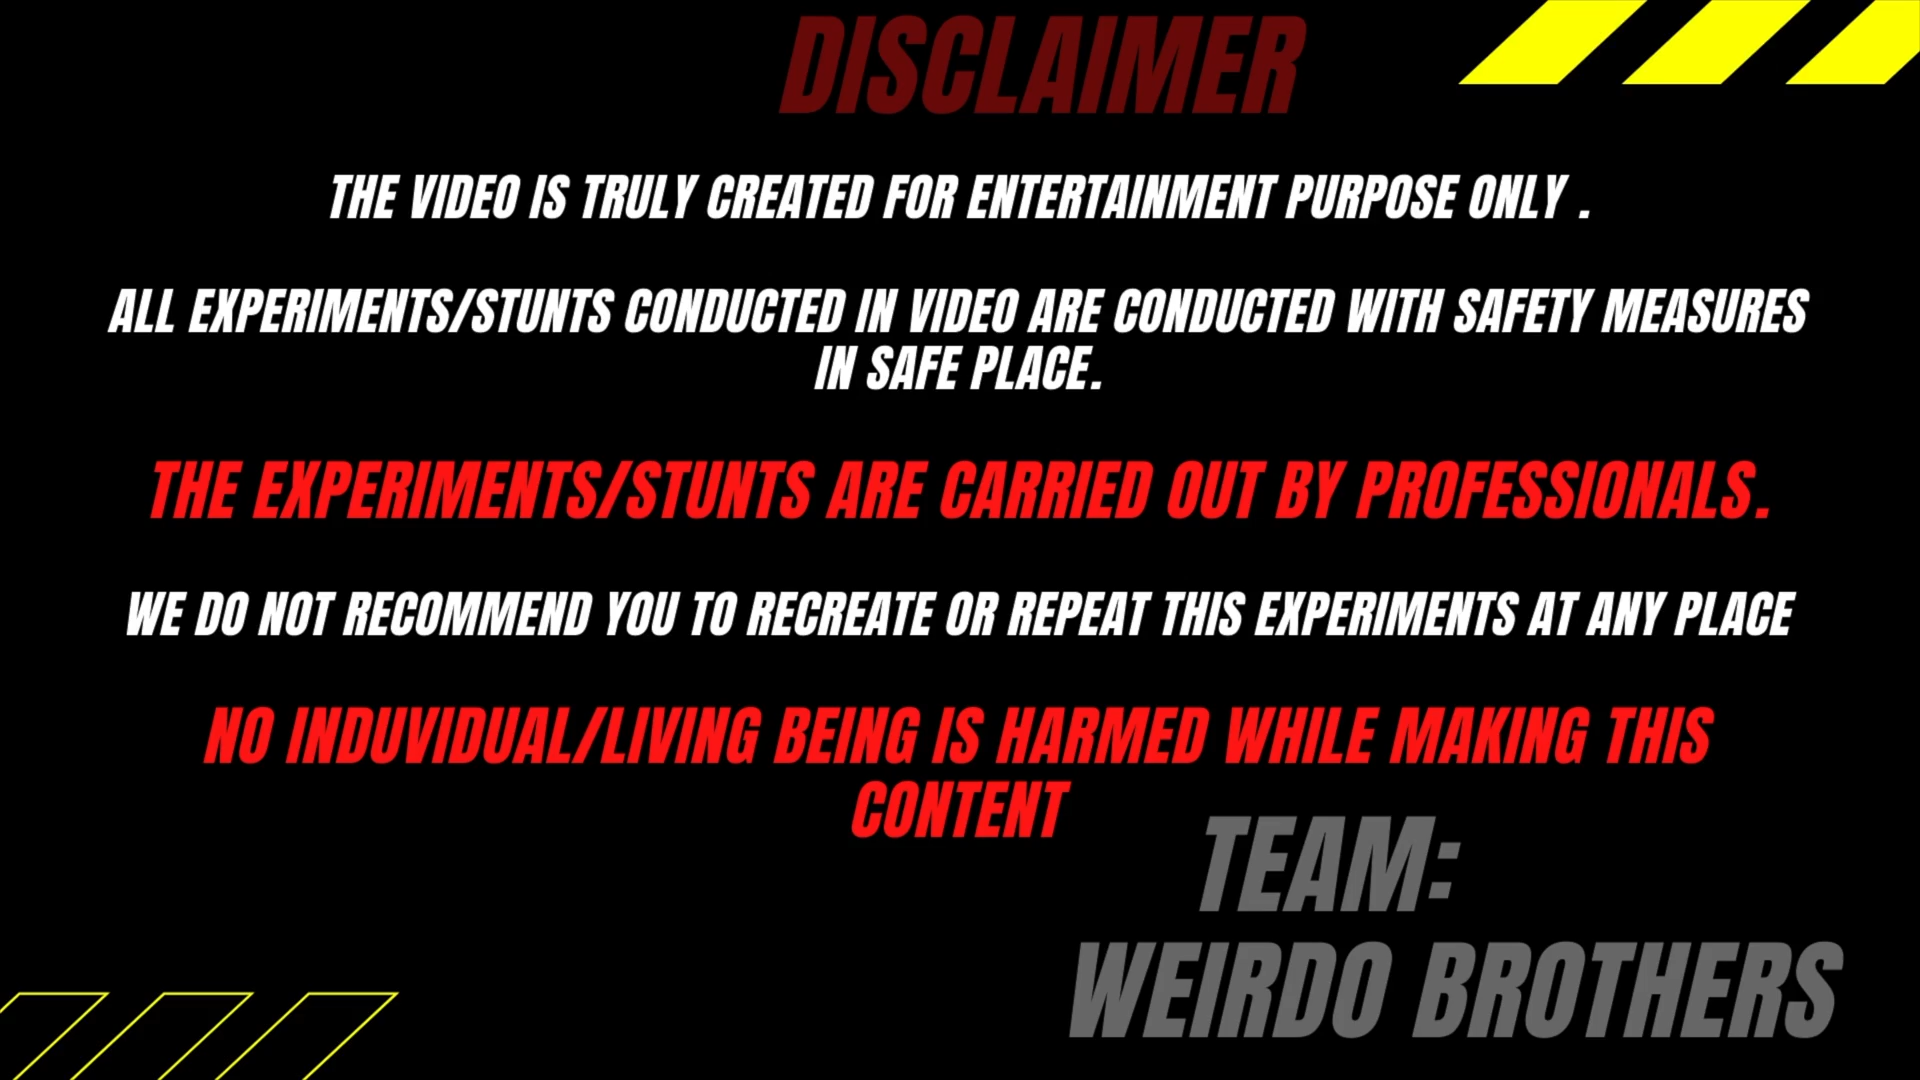 DISCLAIMER
THE VIDEO IS TRULY CREATED FOR ENTERTAINMENT PURPOSE ONLY .
ALL EXPERIMENTS/STUNTS CONDUCTED IN VIDEO ARE CONDUCTED WITH SAFETY MEASURES
IN SAFE PLACE.
THE EXPERIMENTS/STUNTS ARE CARRIED OUT BY PROFESSIONALS.
WE DO NOT RECOMMEND YOU TO RECREATE OR REPEAT THIS EXPERIMENTS AT ANY PLACE
NO INDUVIDUAL/LIVING BEING IS HARMED WHILE MAKING THIS
CONTENT
TEAM:
WEIRDO BROTHERS